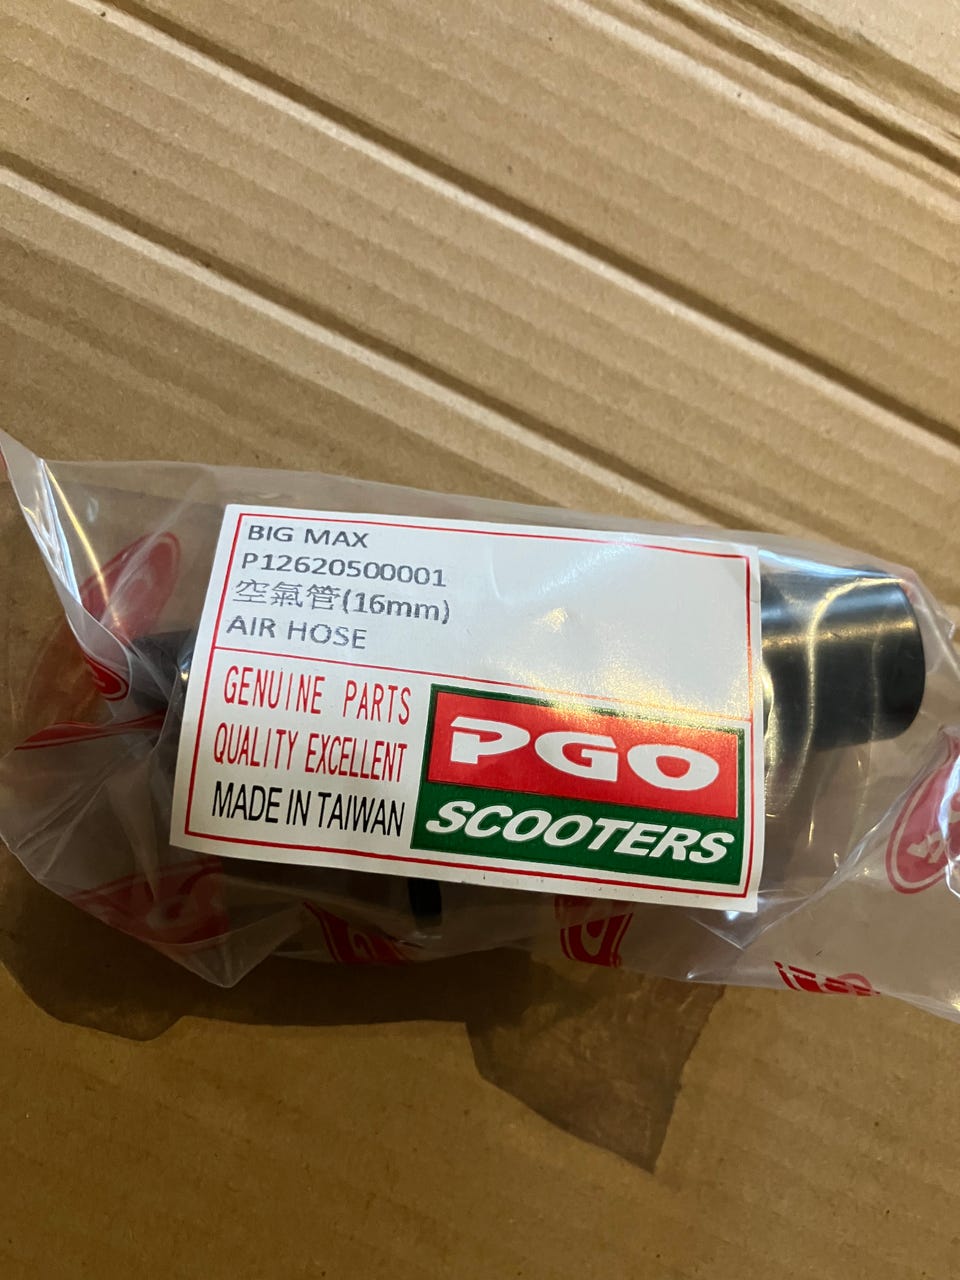 BIG MAX
P12620500001
空氣管(16mm)
AIR HOSE
GENUINE PARTS
QUALITY EXCELLENT
MADE IN TAIWAN
PGO
SCOOTERS